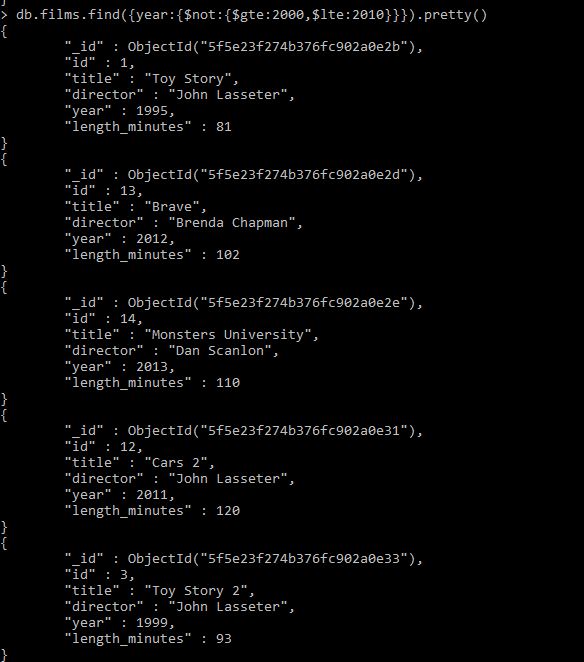 }
> db.films.find({year:{$not:{$gte:2000,$lte:2010}}}).pretty()
{
        "_id" : ObjectId("5f5e23f274b376fc902a0e2b"),
        "id" : 1,
        "title" : "Toy Story",
        "director" : "John Lasseter",
        "year" : 1995,
        "length_minutes" : 81
}
{
        "_id" : ObjectId("5f5e23f274b376fc902a0e2d"),
        "id" : 13,
        "title" : "Brave",
        "director" : "Brenda Chapman",
        "year" : 2012,
        "length_minutes" : 102
}
{
        "_id" : ObjectId("5f5e23f274b376fc902a0e2e"),
        "id" : 14,
        "title" : "Monsters University",
        "director" : "Dan Scanlon",
        "year" : 2013,
        "length_minutes" : 110
}
{
        "_id" : ObjectId("5f5e23f274b376fc902a0e31"),
        "id" : 12,
        "title" : "Cars 2",
        "director" : "John Lasseter",
        "year" : 2011,
        "length_minutes" : 120
}
{
        "_id" : ObjectId("5f5e23f274b376fc902a0e33"),
        "id" : 3,
        "title" : "Toy Story 2",
        "director" : "John Lasseter",
        "year" : 1999,
        "length_minutes" : 93
}